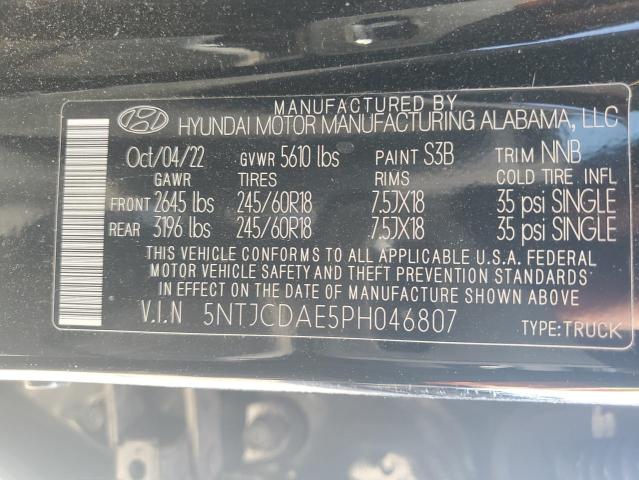 MANUFACTURED BY
HYUNDAI MOTOR MANUFACTURING ALABAMA, LLC
Oct/04/22 GVWR 5610 lbs PAINT S3B TRIM NNB
GAWR TIRES RIMS COLD TIRE INFL
FRONT 2645 lbs 245/60R18 7.5JX18 35 psi SINGLE
REAR 3196 lbs 245/60R18 7.5JX18 35 psi SINGLE
THIS VEHICLE CONFORMS TO ALL APPLICABLE U.S.A. FEDERAL
MOTOR VEHICLE SAFETY AND THEFT PREVENTION STANDARDS
IN EFFECT ON THE DATE OF MANUFACTURE SHOWN ABOVE
V.I.N 5NTJCDAE5PH046807 TYPE:TRUCK